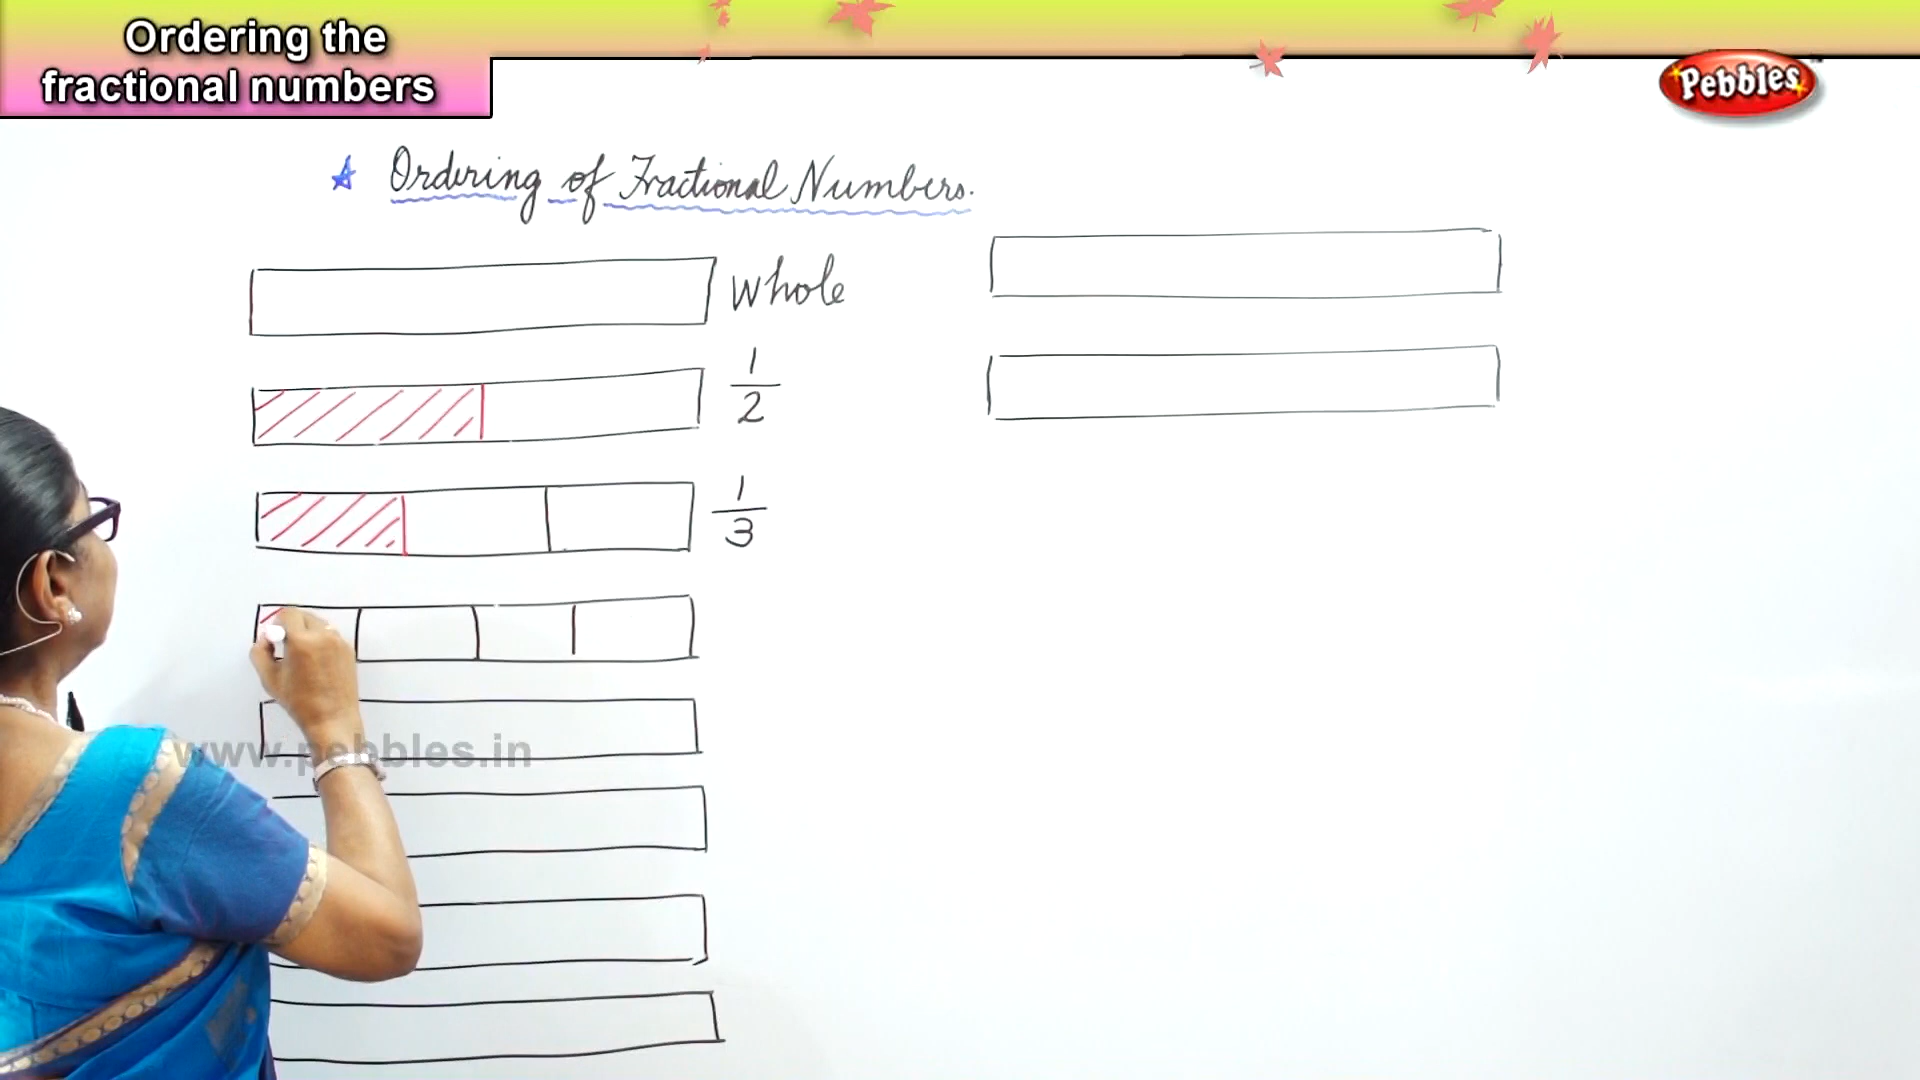 Ordering the
fractional numbers
Pebbles
Ordering of Fractional Numbers.
Whole
1
2
1
3
www.pebbles.in